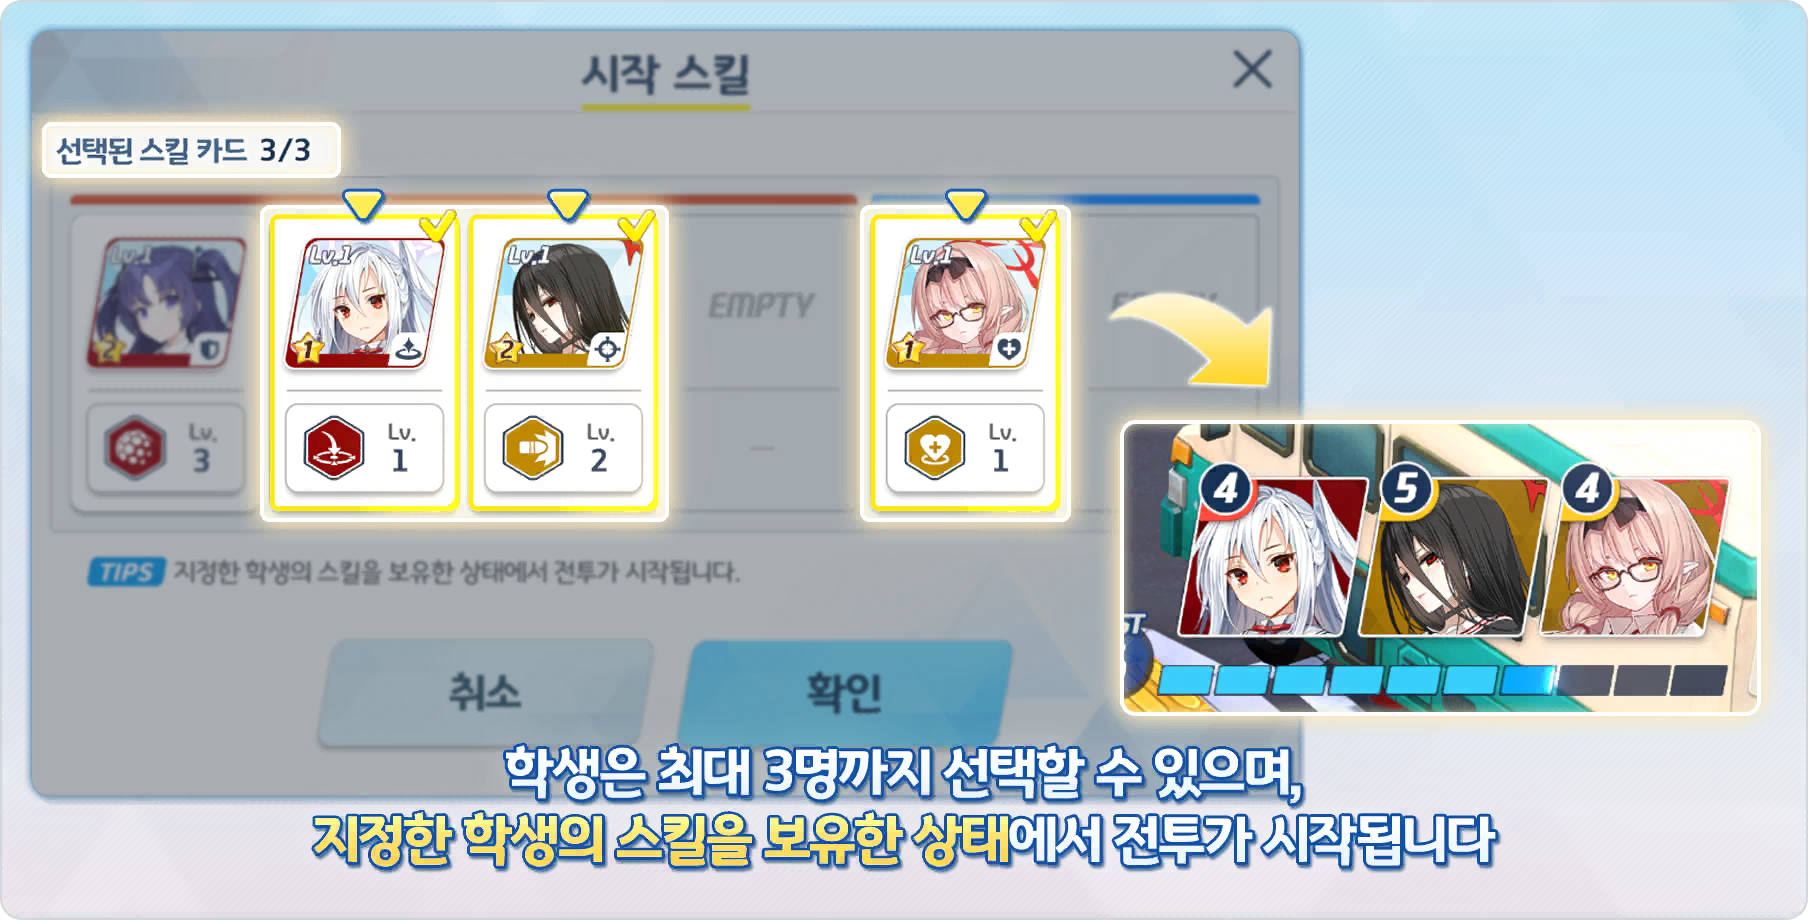 시작 스킬
선택된 스킬 카드 3/3
Lv.1
Lv.1
Lv.1
Lv.1
EMPTY
EMPTY
2
1
2
1
Lv.
3
Lv.
1
Lv.
2
—
Lv.
1
4
5
4
TIPS 지정한 학생의 스킬을 보유한 상태에서 전투가 시작됩니다.
취소
확인
학생은 최대 3명까지 선택할 수 있으며,
지정한 학생의 스킬을 보유한 상태에서 전투가 시작됩니다